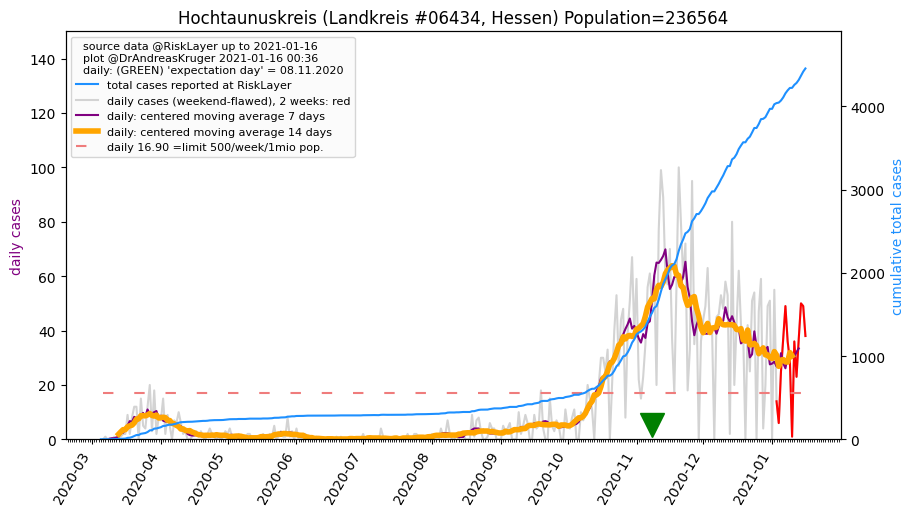 Hochtaunuskreis (Landkreis #06434, Hessen) Population=236564
source data @RiskLayer up to 2021-01-16
plot @DrAndreasKruger 2021-01-16 00:36
daily: (GREEN) 'expectation day' = 08.11.2020
total cases reported at RiskLayer
daily cases (weekend-flawed), 2 weeks: red
daily: centered moving average 7 days
daily: centered moving average 14 days
daily 16.90 =limit 500/week/1mio pop.
daily cases
140
120
100
80
60
40
20
0
cumulative total cases
4000
3000
2000
1000
0
2020-03
2020-04
2020-05
2020-06
2020-07
2020-08
2020-09
2020-10
2020-11
2020-12
2021-01